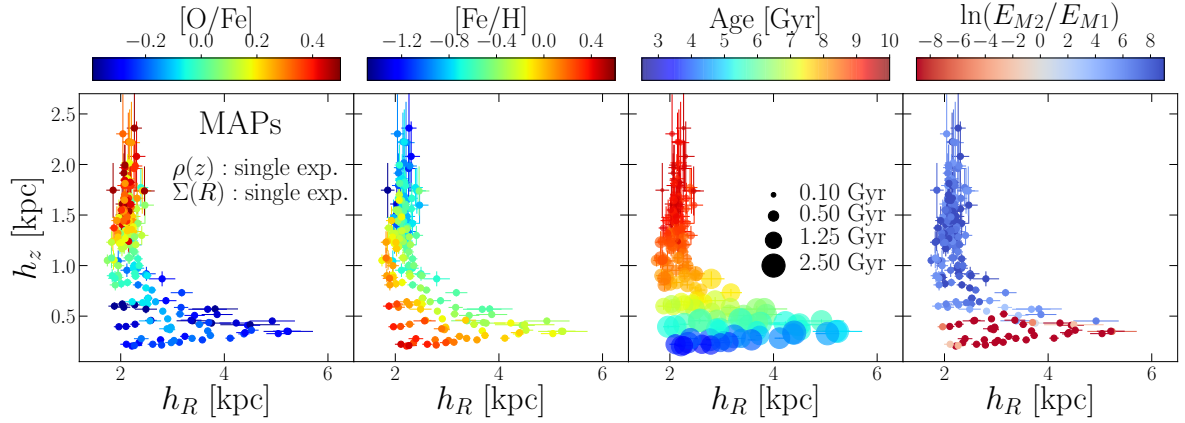 [O/Fe] [Fe/H] Age [Gyr] ln(E_{M2}/E_{M1})
−0.2 0.0 0.2 0.4 −1.2 −0.8 −0.4 0.0 0.4 3 4 5 6 7 8 9 10 −8 −6 −4 −2 0 2 4 6 8
2.5
2.0
1.5
1.0
0.5
h_z [kpc]
MAPs
ρ(z) : single exp.
Σ(R) : single exp.
0.10 Gyr
0.50 Gyr
1.25 Gyr
2.50 Gyr
2 4 6 2 4 6 2 4 6 2 4 6
h_R [kpc] h_R [kpc] h_R [kpc] h_R [kpc]